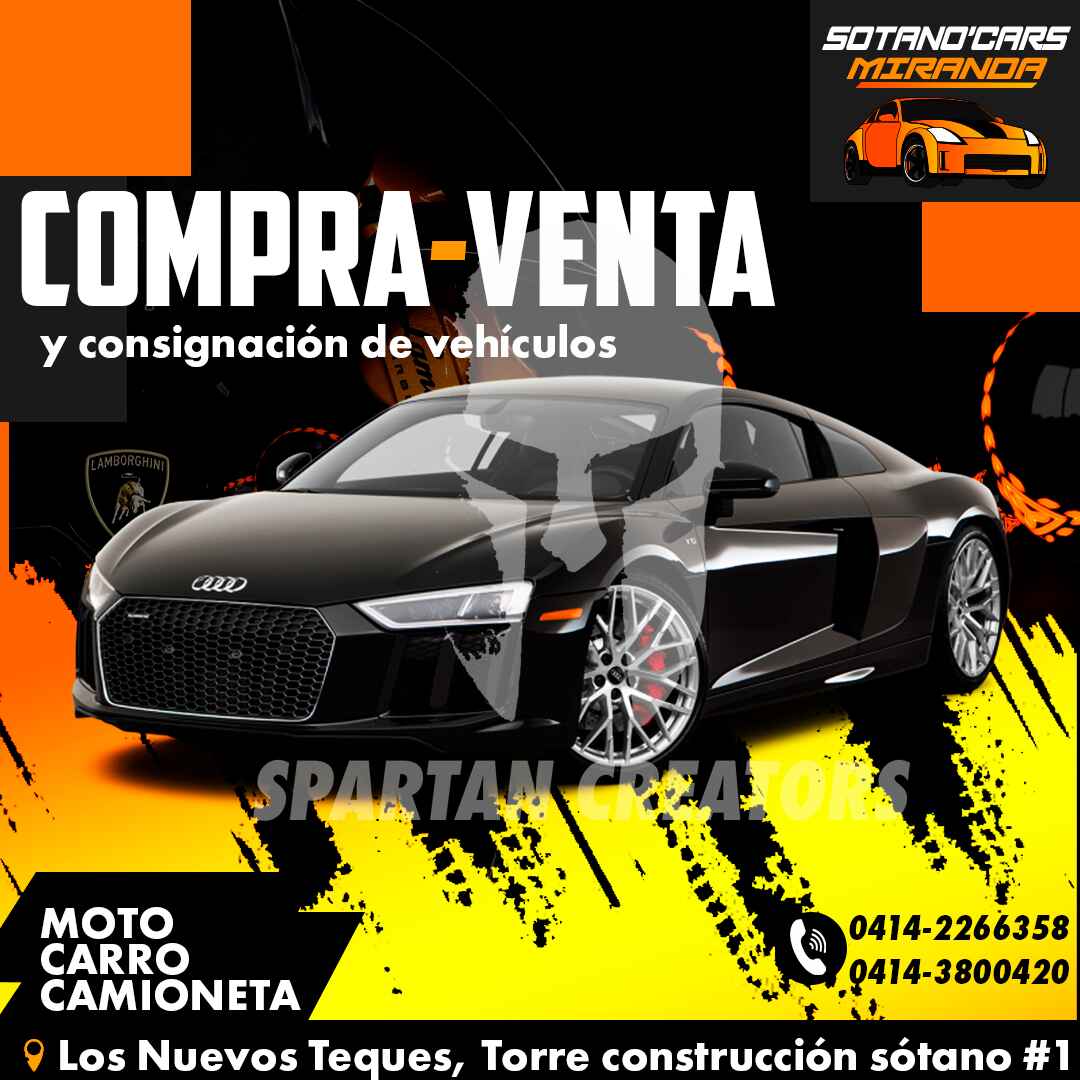 SOTANO'CARS
MIRANDA
COMPRA-VENTA
y consignación de vehículos
LAMBORGHINI
V10
SPARTAN CREATORS
MOTO
CARRO
CAMIONETA
0414-2266358
0414-3800420
Los Nuevos Teques, Torre construcción sótano #1